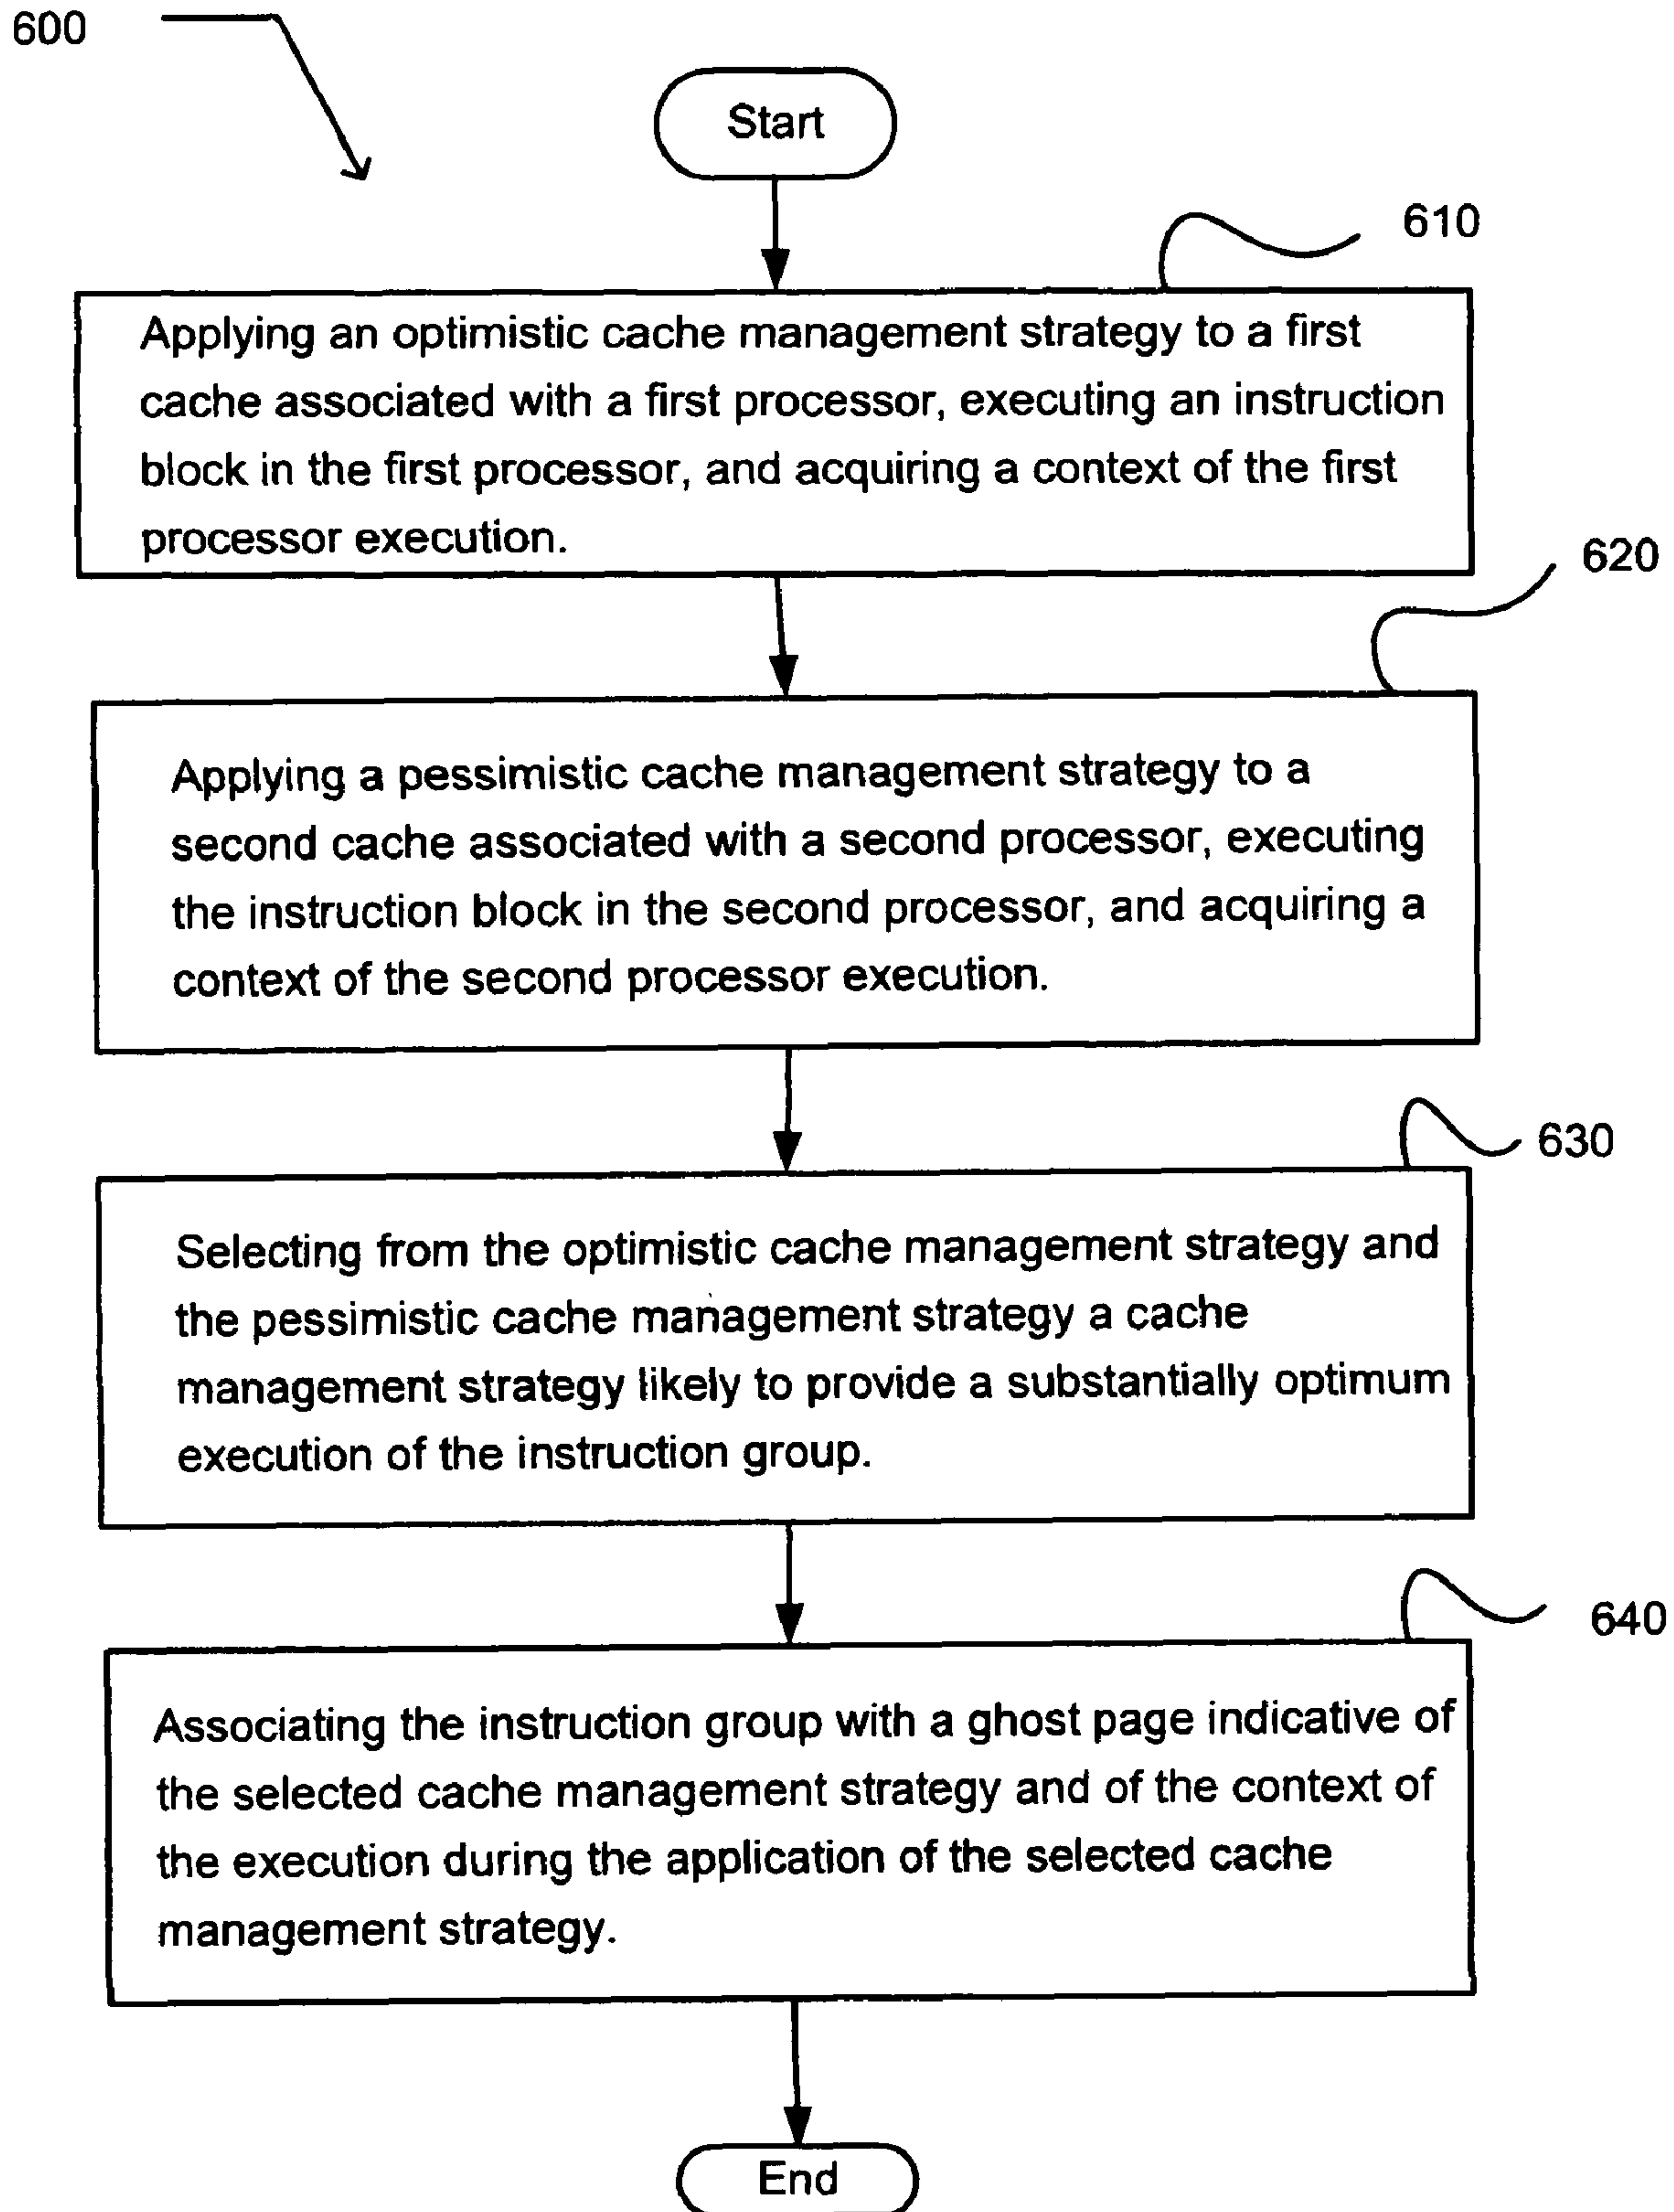 600
Start
610
Applying an optimistic cache management strategy to a first
cache associated with a first processor, executing an instruction
block in the first processor, and acquiring a context of the first
processor execution.
620
Applying a pessimistic cache management strategy to a
second cache associated with a second processor, executing
the instruction block in the second processor, and acquiring a
context of the second processor execution.
630
Selecting from the optimistic cache management strategy and
the pessimistic cache management strategy a cache
management strategy likely to provide a substantially optimum
execution of the instruction group.
640
Associating the instruction group with a ghost page indicative of
the selected cache management strategy and of the context of
the execution during the application of the selected cache
management strategy.
End